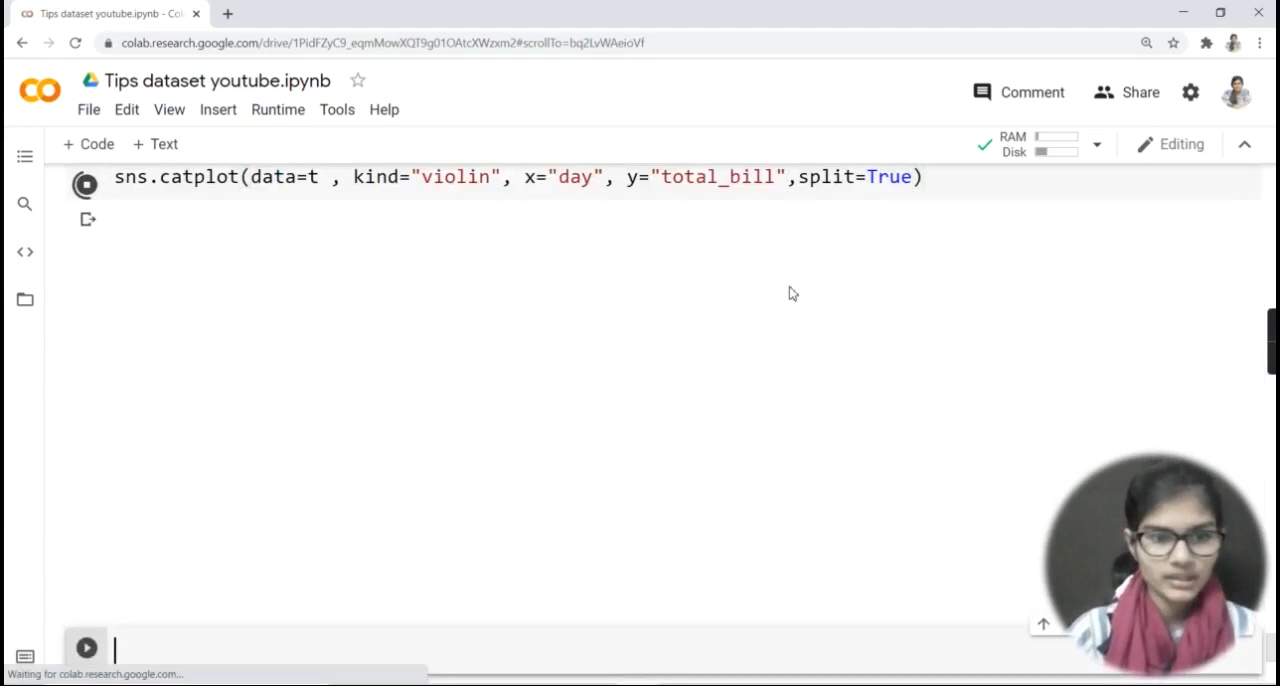 Tips dataset youtube.ipynb - Col
colab.research.google.com/drive/1PidFZyC9_eqmMowXQT9g01OAtcXWzxm2#scrollTo=bq2LvWAeioVf
Tips dataset youtube.ipynb
File Edit View Insert Runtime Tools Help
Comment Share
+ Code + Text
RAM
Disk
Editing
sns.catplot(data=t , kind="violin", x="day", y="total_bill",split=True)
Waiting for colab.research.google.com...